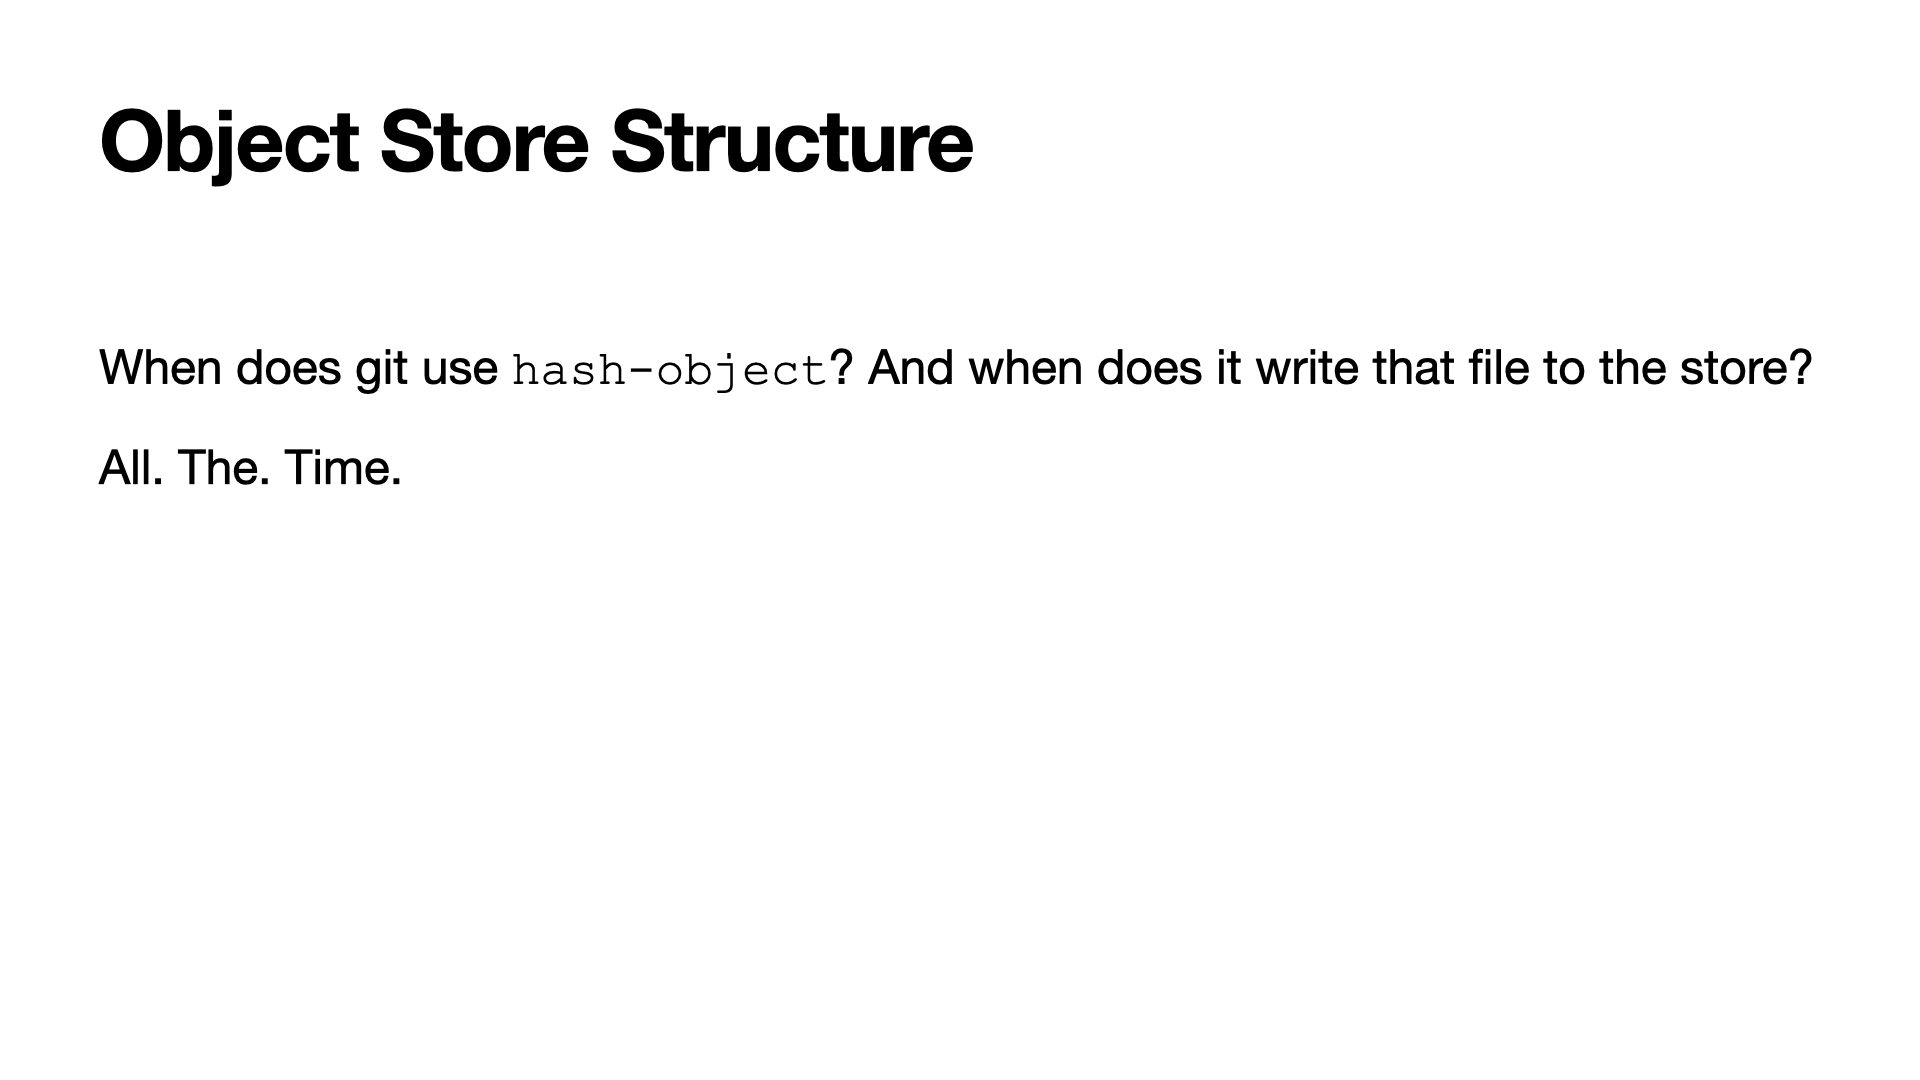 Object Store Structure
When does git use hash-object? And when does it write that file to the store?
All. The. Time.